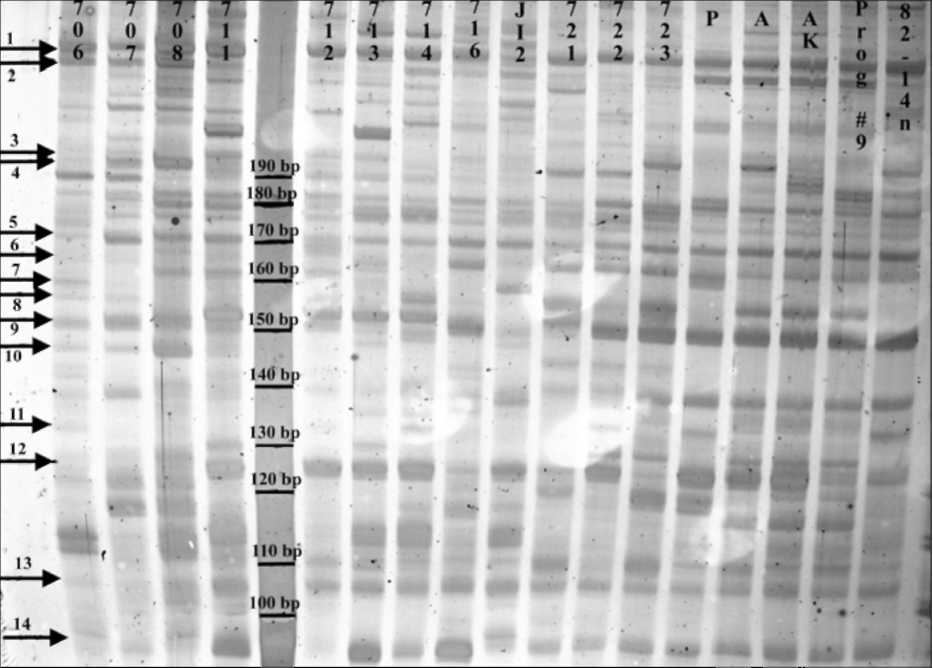 706
707
708
711
712
713
714
716
JI2
721
722
723
P
A
AK
Prog #9
82-14n
1
2
3
4
5
6
7
8
9
10
11
12
13
14
190 bp
180 bp
170 bp
160 bp
150 bp
140 bp
130 bp
120 bp
110 bp
100 bp